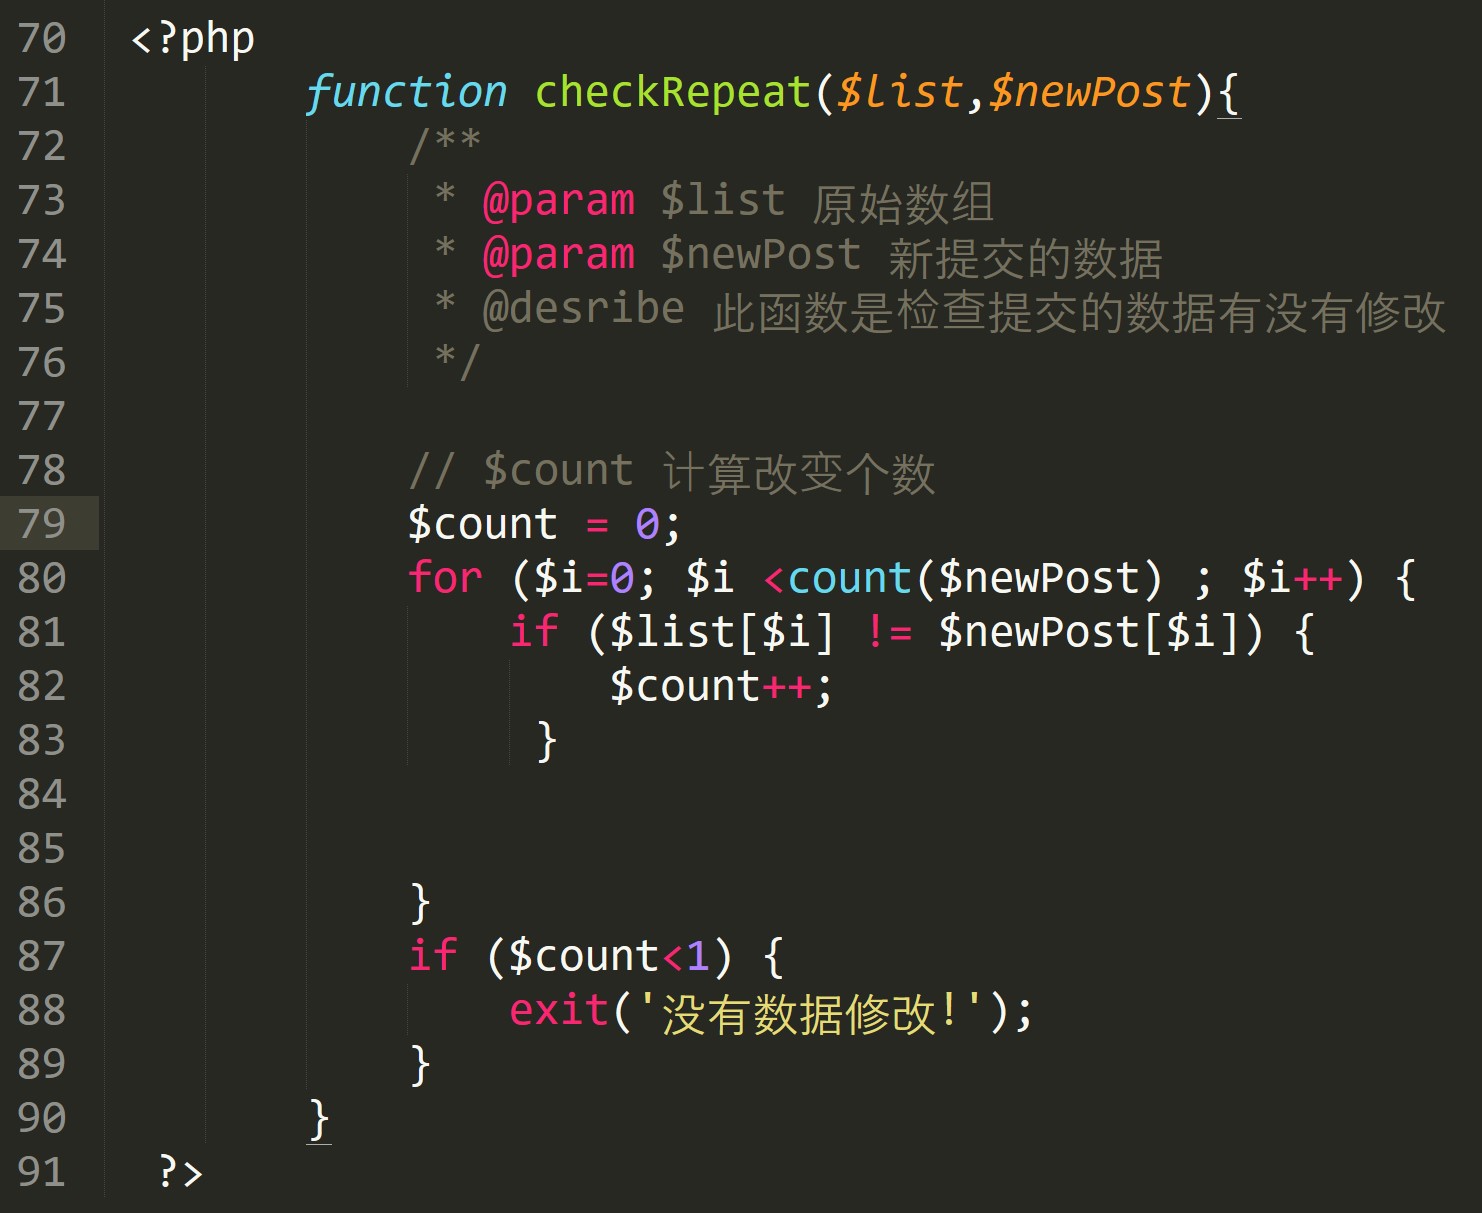 70 <?php
71 function checkRepeat($list,$newPost){
72 /**
73 * @param $list 原始数组
74 * @param $newPost 新提交的数据
75 * @desribe 此函数是检查提交的数据有没有修改
76 */
77
78 // $count 计算改变个数
79 $count = 0;
80 for ($i=0; $i <count($newPost) ; $i++) {
81 if ($list[$i] != $newPost[$i]) {
82 $count++;
83 }
84
85
86 }
87 if ($count<1) {
88 exit('没有数据修改!');
89 }
90 }
91 ?>